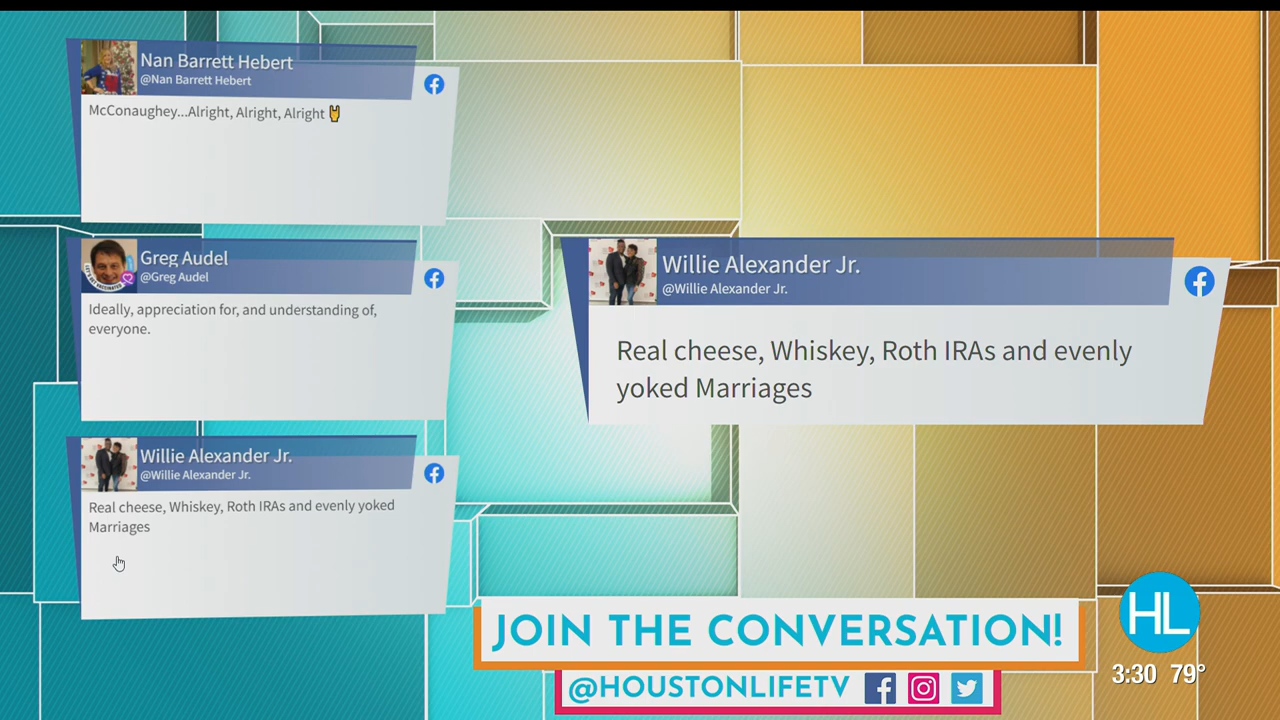 Nan Barrett Hebert
@Nan Barrett Hebert
McConaughey...Alright, Alright, Alright 🤘
Greg Audel
@Greg Audel
Ideally, appreciation for, and understanding of,
everyone.
Willie Alexander Jr.
@Willie Alexander Jr.
Real cheese, Whiskey, Roth IRAs and evenly yoked
Marriages
Willie Alexander Jr.
@Willie Alexander Jr.
Real cheese, Whiskey, Roth IRAs and evenly
yoked Marriages
JOIN THE CONVERSATION!
@HOUSTONLIFETV
HL
3:30 79°